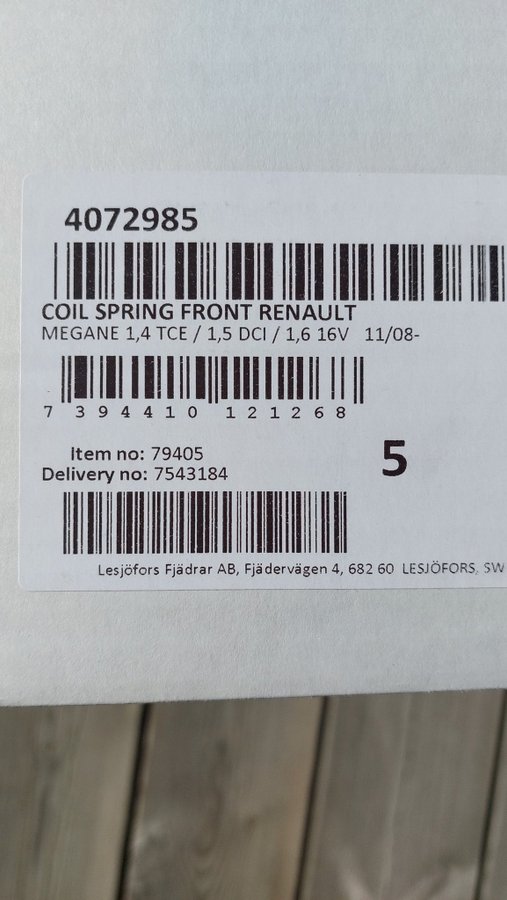 4072985
COIL SPRING FRONT RENAULT
MEGANE 1,4 TCE / 1,5 DCI / 1,6 16V 11/08-
7 394410 121268
Item no: 79405
5
Delivery no: 7543184
Lesjöfors Fjädrar AB, Fjädervägen 4, 682 60 LESJÖFORS, SW